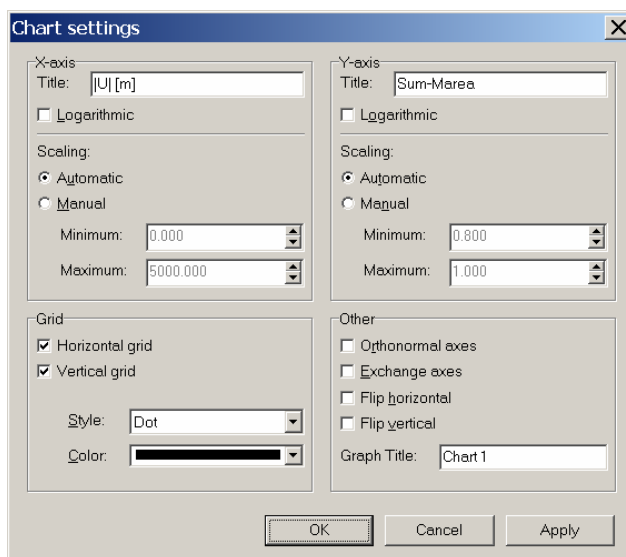 Chart settings
X-axis
Title: |U| [m]
Logarithmic
Scaling:
Automatic
Manual
Minimum: 0.000
Maximum: 5000.000
Y-axis
Title: Sum-Marea
Logarithmic
Scaling:
Automatic
Manual
Minimum: 0.800
Maximum: 1.000
Grid
Horizontal grid
Vertical grid
Style: Dot
Color:
Other
Orthonormal axes
Exchange axes
Flip horizontal
Flip vertical
Graph Title: Chart 1
OK Cancel Apply